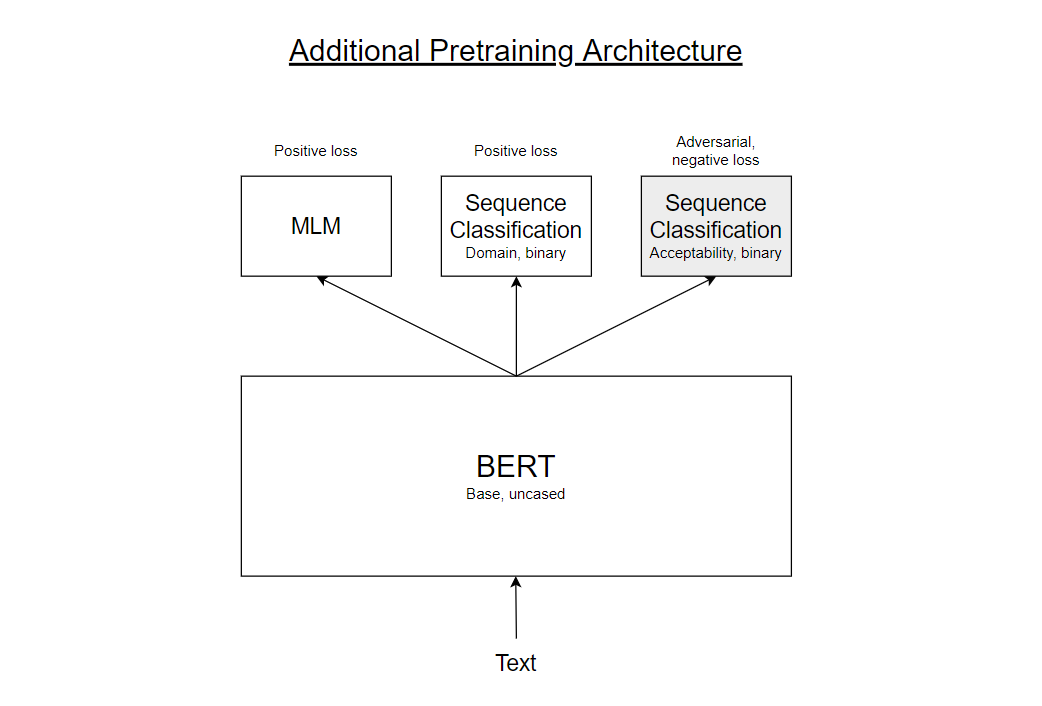 Additional Pretraining Architecture
Positive loss
Positive loss
Adversarial,
negative loss
MLM
Sequence
Classification
Domain, binary
Sequence
Classification
Acceptability, binary
BERT
Base, uncased
Text